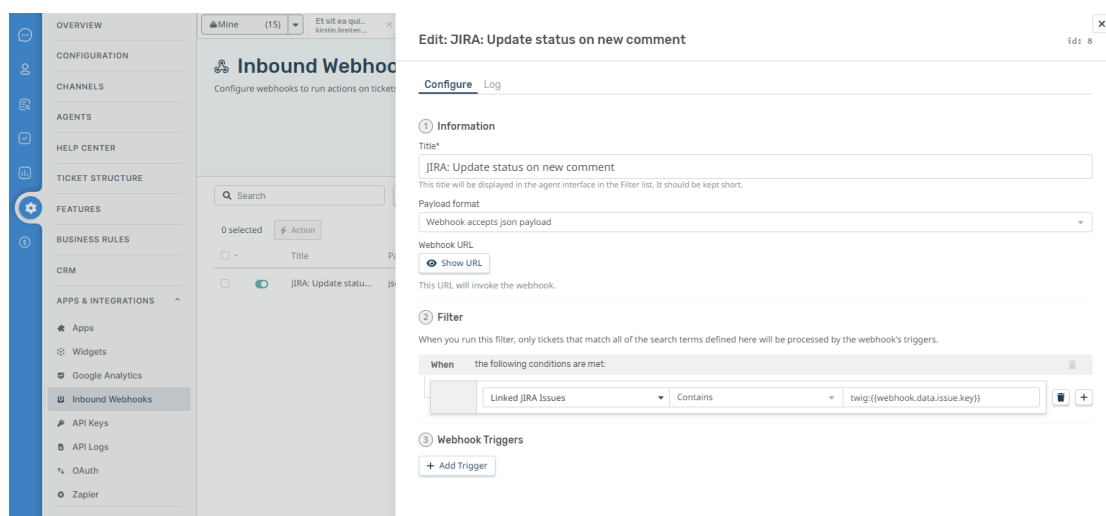 OVERVIEW
CONFIGURATION
CHANNELS
AGENTS
HELP CENTER
TICKET STRUCTURE
FEATURES
BUSINESS RULES
CRM
APPS & INTEGRATIONS
Apps
Widgets
Google Analytics
Inbound Webhooks
API Keys
API Logs
OAuth
Zapier
Mine (15)
Et sit ea qui...
kirstin.breiten...
Inbound Webhoo
Configure webhooks to run actions on ticket
Search
0 selected Action
Title
JIRA: Update statu...
Edit: JIRA: Update status on new comment
id: 8
Configure Log
1 Information
Title*
JIRA: Update status on new comment
This title will be displayed in the agent interface in the Filter list. It should be kept short.
Payload format
Webhook accepts json payload
Webhook URL
Show URL
This URL will invoke the webhook.
2 Filter
When you run this filter, only tickets that match all of the search terms defined here will be processed by the webhook's triggers.
When the following conditions are met:
Linked JIRA Issues Contains twig:{{webhook.data.issue.key}}
3 Webhook Triggers
+ Add Trigger